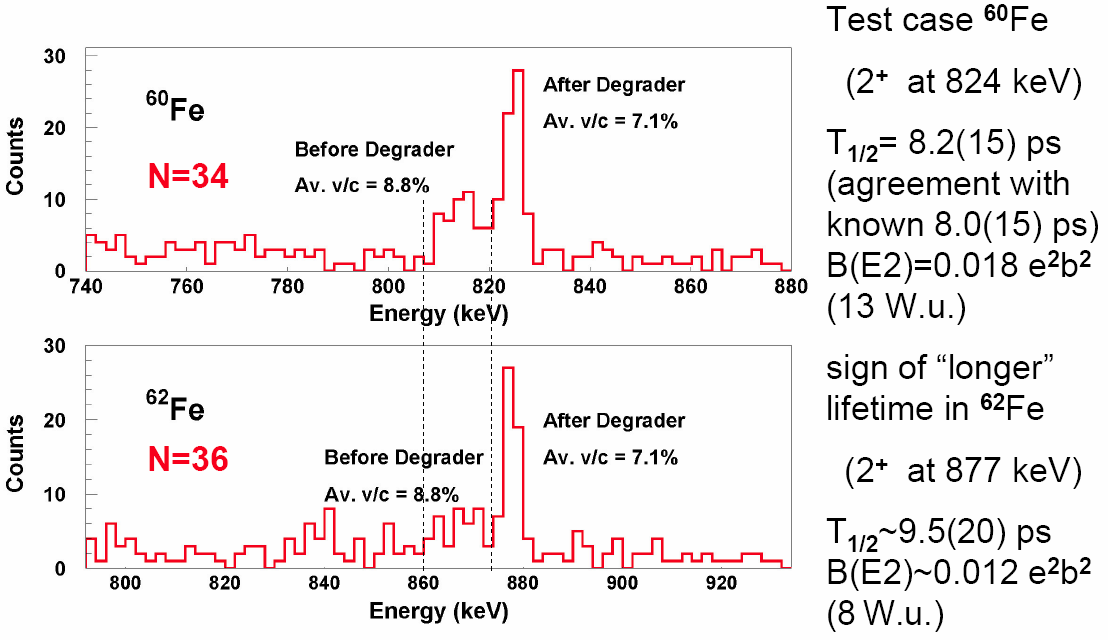 Test case ⁶⁰Fe
(2⁺ at 824 keV)
T₁/₂= 8.2(15) ps
(agreement with
known 8.0(15) ps)
B(E2)=0.018 e²b²
(13 W.u.)
sign of “longer”
lifetime in ⁶²Fe
(2⁺ at 877 keV)
T₁/₂~9.5(20) ps
B(E2)~0.012 e²b²
(8 W.u.)
30
20
10
0
Counts
⁶⁰Fe
N=34
Before Degrader
Av. v/c = 8.8%
After Degrader
Av. v/c = 7.1%
740 760 780 800 820 840 860 880
Energy (keV)
30
20
10
0
Counts
⁶²Fe
N=36
Before Degrader
Av. v/c = 8.8%
After Degrader
Av. v/c = 7.1%
800 820 840 860 880 900 920
Energy (keV)